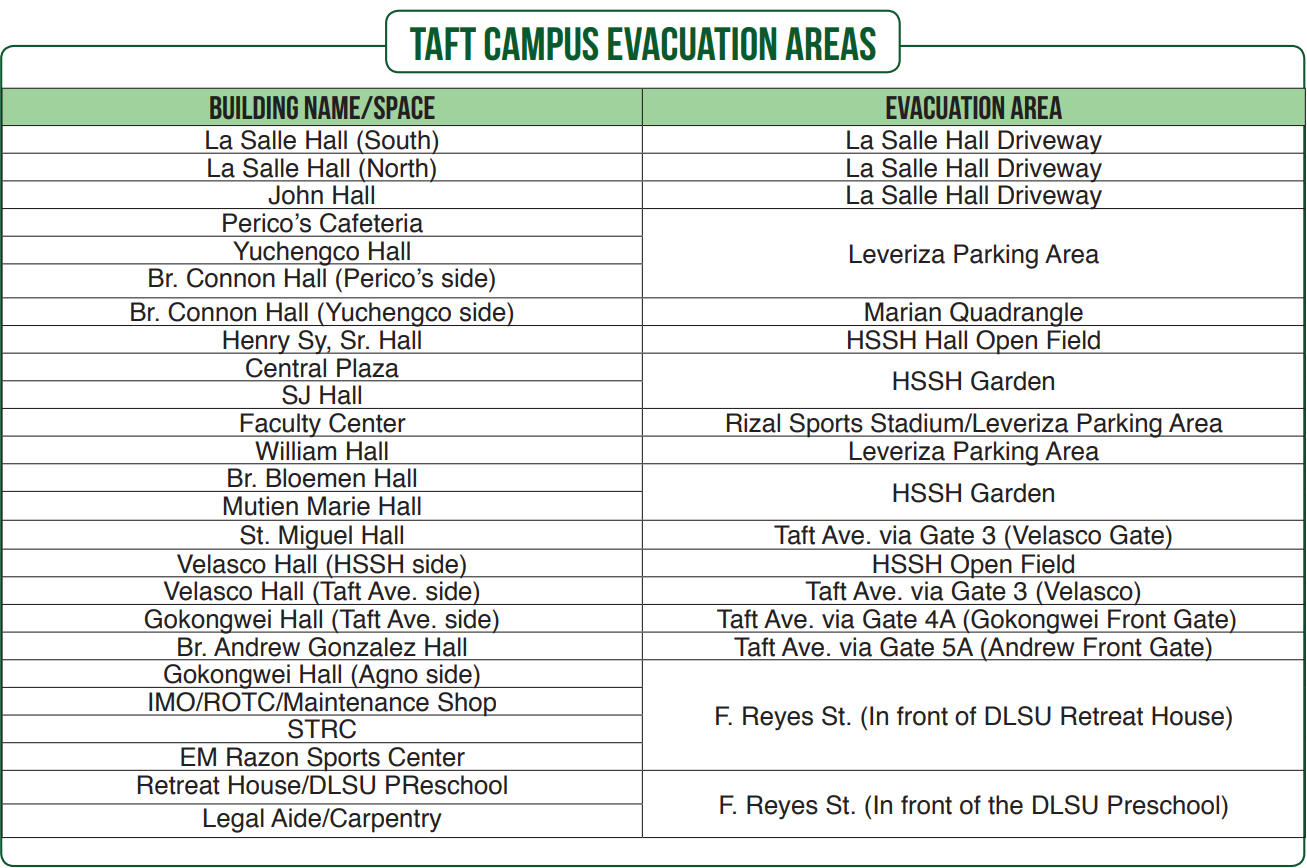 TAFT CAMPUS EVACUATION AREAS
BUILDING NAME/SPACE EVACUATION AREA
La Salle Hall (South) La Salle Hall Driveway
La Salle Hall (North) La Salle Hall Driveway
John Hall La Salle Hall Driveway
Perico's Cafeteria
Yuchengco Hall
Br. Connon Hall (Perico's side)
Leveriza Parking Area
Br. Connon Hall (Yuchengco side) Marian Quadrangle
Henry Sy, Sr. Hall HSSH Hall Open Field
Central Plaza
SJ Hall
HSSH Garden
Faculty Center Rizal Sports Stadium/Leveriza Parking Area
William Hall Leveriza Parking Area
Br. Bloemen Hall
Mutien Marie Hall
HSSH Garden
St. Miguel Hall Taft Ave. via Gate 3 (Velasco Gate)
Velasco Hall (HSSH side) HSSH Open Field
Velasco Hall (Taft Ave. side) Taft Ave. via Gate 3 (Velasco)
Gokongwei Hall (Taft Ave. side) Taft Ave. via Gate 4A (Gokongwei Front Gate)
Br. Andrew Gonzalez Hall Taft Ave. via Gate 5A (Andrew Front Gate)
Gokongwei Hall (Agno side)
IMO/ROTC/Maintenance Shop
STRC
EM Razon Sports Center
F. Reyes St. (In front of DLSU Retreat House)
Retreat House/DLSU PReschool
Legal Aide/Carpentry
F. Reyes St. (In front of the DLSU Preschool)